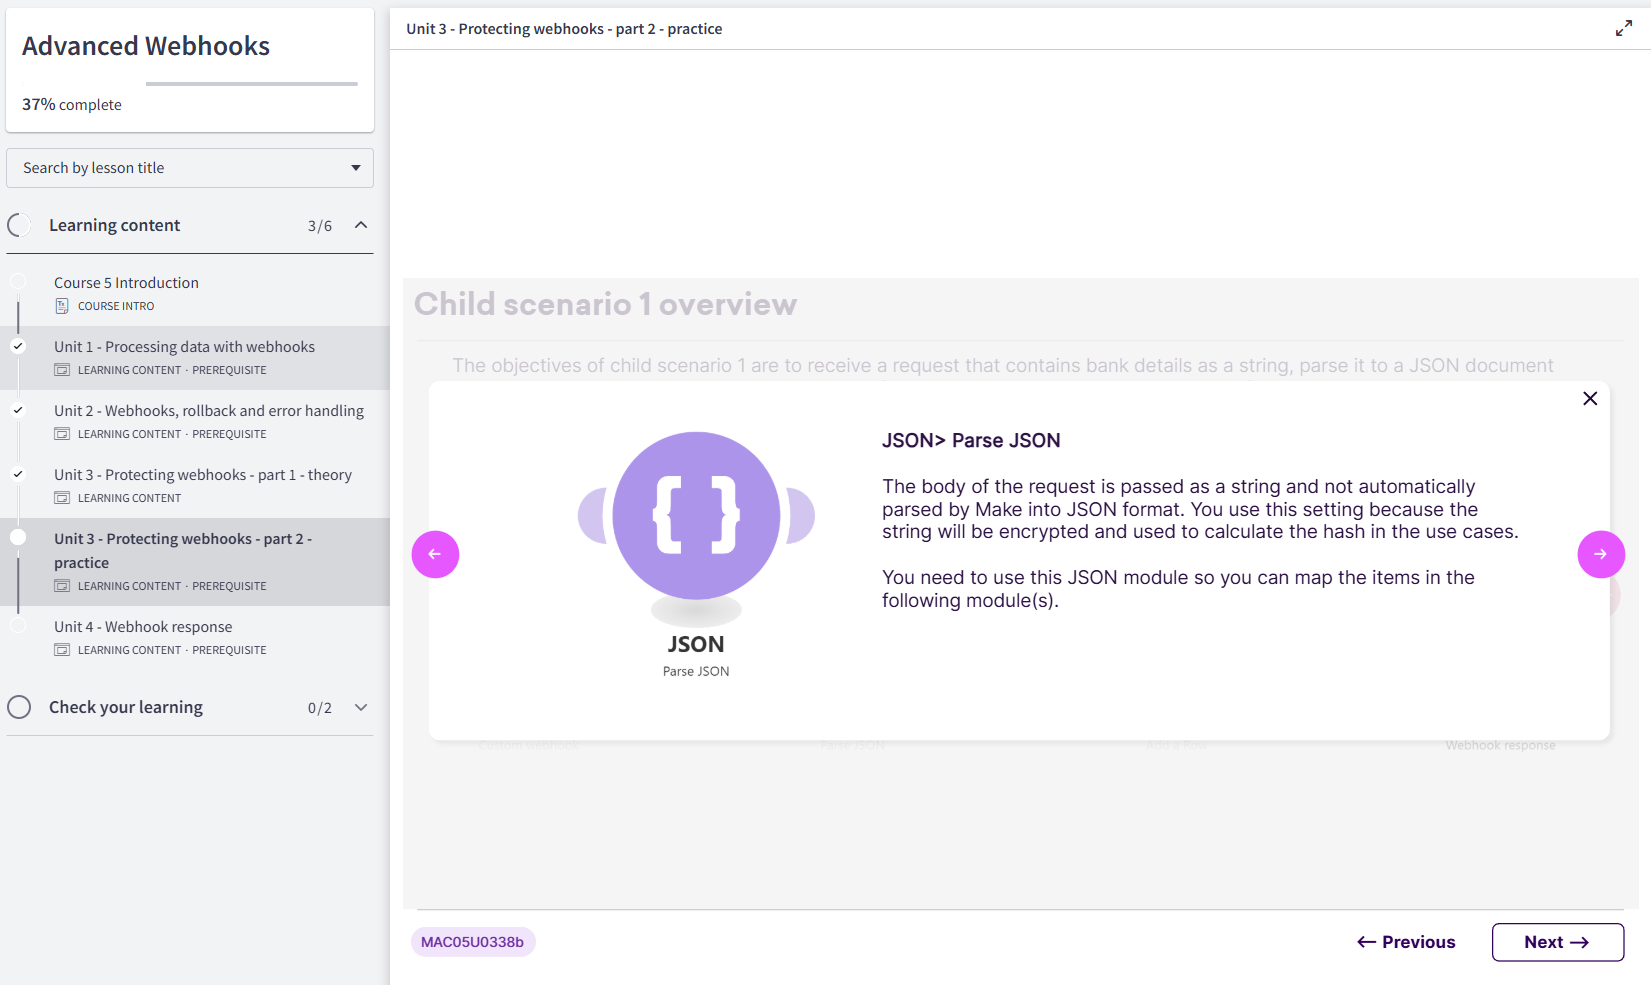 Advanced Webhooks
37% complete
Search by lesson title
Learning content 3/6
Course 5 Introduction
COURSE INTRO
Unit 1 - Processing data with webhooks
LEARNING CONTENT · PREREQUISITE
Unit 2 - Webhooks, rollback and error handling
LEARNING CONTENT · PREREQUISITE
Unit 3 - Protecting webhooks - part 1 - theory
LEARNING CONTENT
Unit 3 - Protecting webhooks - part 2 -
practice
LEARNING CONTENT · PREREQUISITE
Unit 4 - Webhook response
LEARNING CONTENT · PREREQUISITE
Check your learning 0/2
Unit 3 - Protecting webhooks - part 2 - practice
Child scenario 1 overview
The objectives of child scenario 1 are to receive a request that contains bank details as a string, parse it to a JSON document
JSON
Parse JSON
JSON> Parse JSON
The body of the request is passed as a string and not automatically
parsed by Make into JSON format. You use this setting because the
string will be encrypted and used to calculate the hash in the use cases.
You need to use this JSON module so you can map the items in the
following module(s).
Custom webhook Parse JSON Add a Row Webhook response
MAC05U0338b
← Previous
Next →